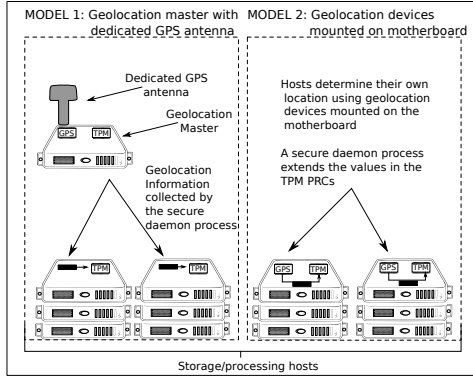 MODEL 1: Geolocation master with
dedicated GPS antenna
MODEL 2: Geolocation devices
mounted on motherboard
Dedicated GPS
antenna
Geolocation
Master
GPS
TPM
Geolocation
Information
collected by
the secure
daemon process
TPM
TPM
Hosts determine their own
location using geolocation
devices mounted on the
motherboard
A secure daemon process
extends the values in the
TPM PRCs
GPS
TPM
GPS
TPM
Storage/processing hosts